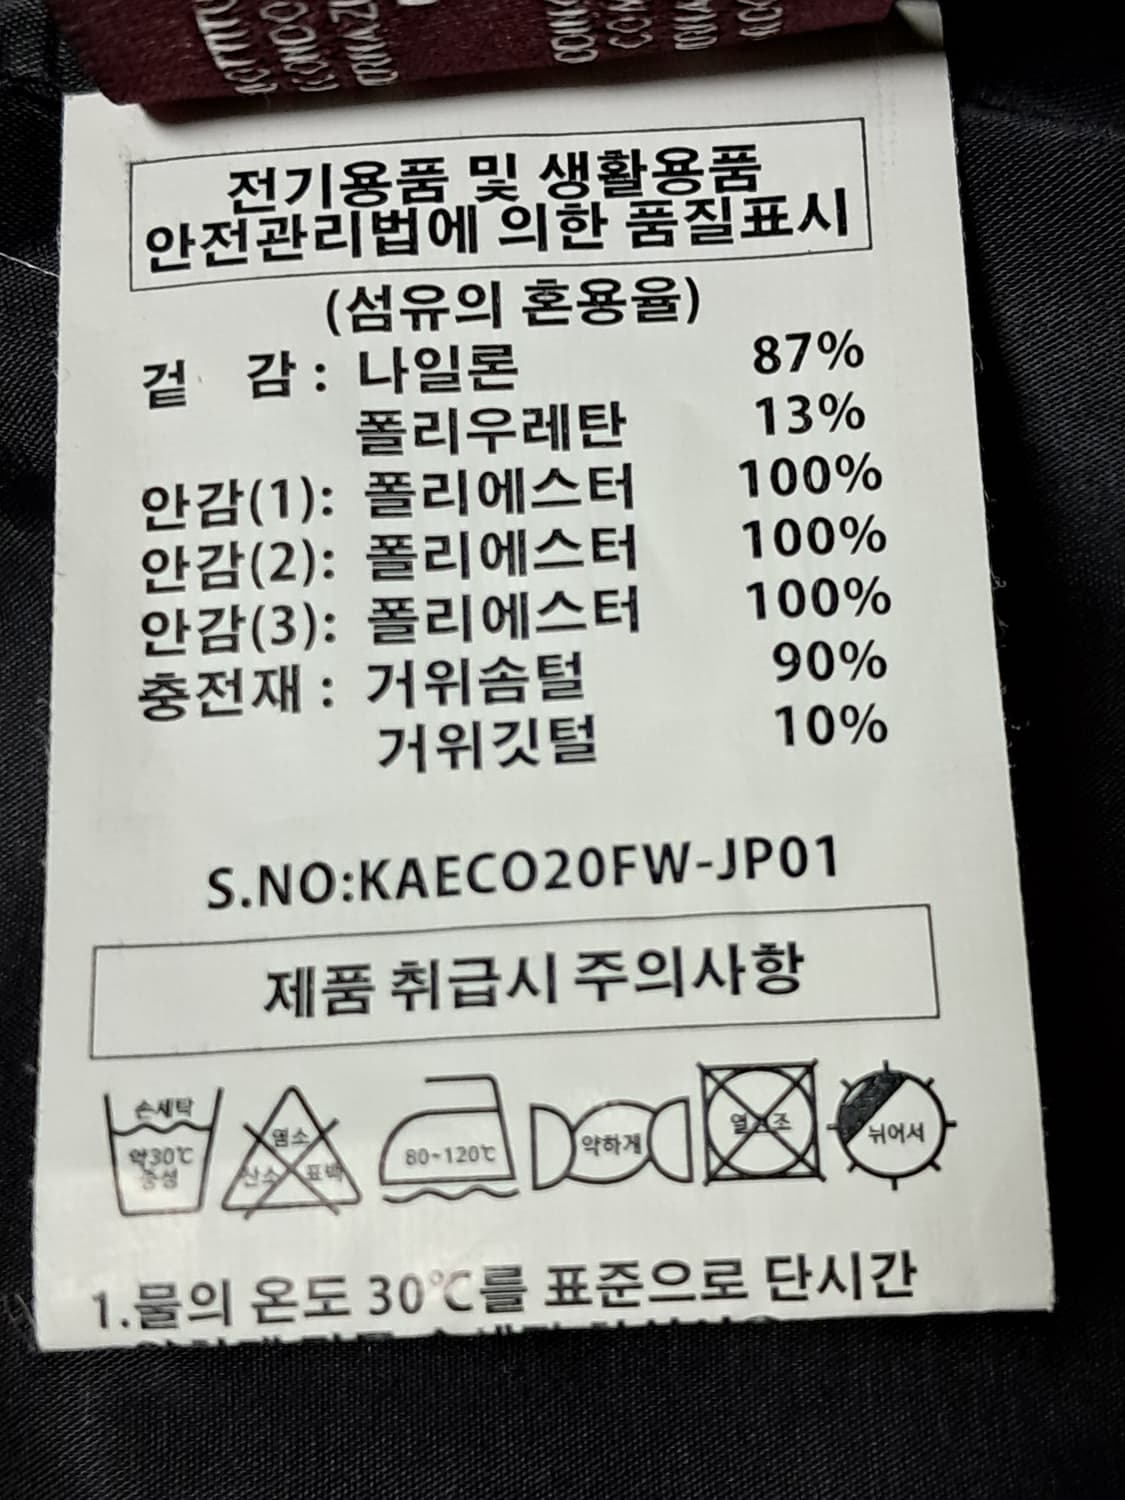 전기용품 및 생활용품
안전관리법에 의한 품질표시
(섬유의 혼용율)
겉 감 : 나일론 87%
폴리우레탄 13%
안감(1): 폴리에스터 100%
안감(2): 폴리에스터 100%
안감(3): 폴리에스터 100%
충전재 : 거위솜털 90%
거위깃털 10%
S.NO:KAECO20FW-JP01
제품 취급시 주의사항
손세탁
약30℃
중성
염소
산소 표백
80~120℃
약하게
열건조
뉘어서
1.물의 온도 30℃를 표준으로 단시간